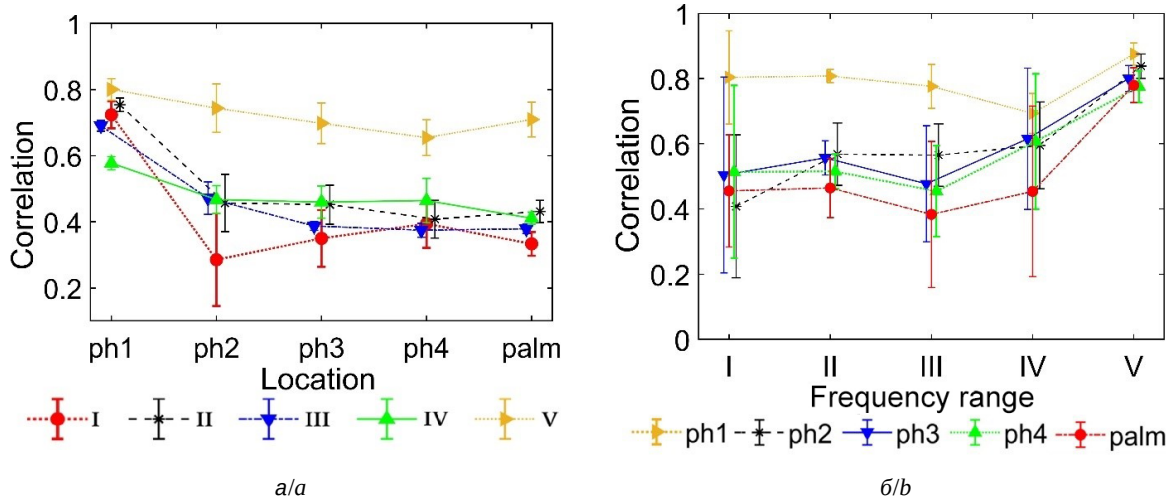 1
0.8
0.6
0.4
0.2
Correlation
ph1 ph2 ph3 ph4 palm
Location
I II III IV V
а/a
1
0.8
0.6
0.4
0.2
0
Correlation
I II III IV V
Frequency range
ph1 ph2 ph3 ph4 palm
б/b